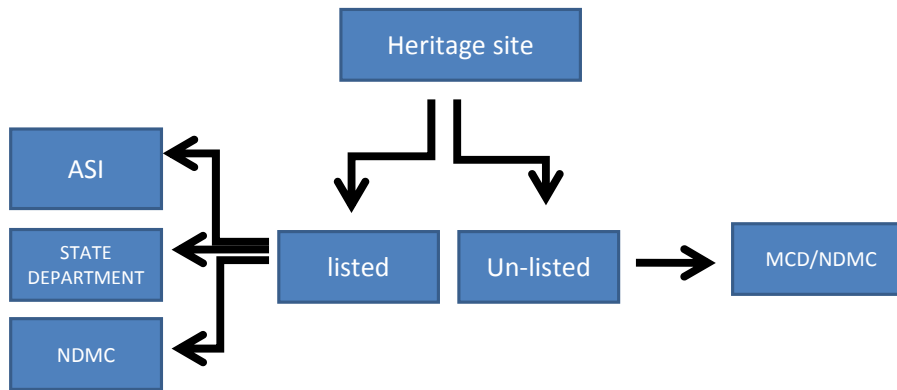 Heritage site
ASI
STATE
DEPARTMENT
NDMC
listed
Un-listed
MCD/NDMC